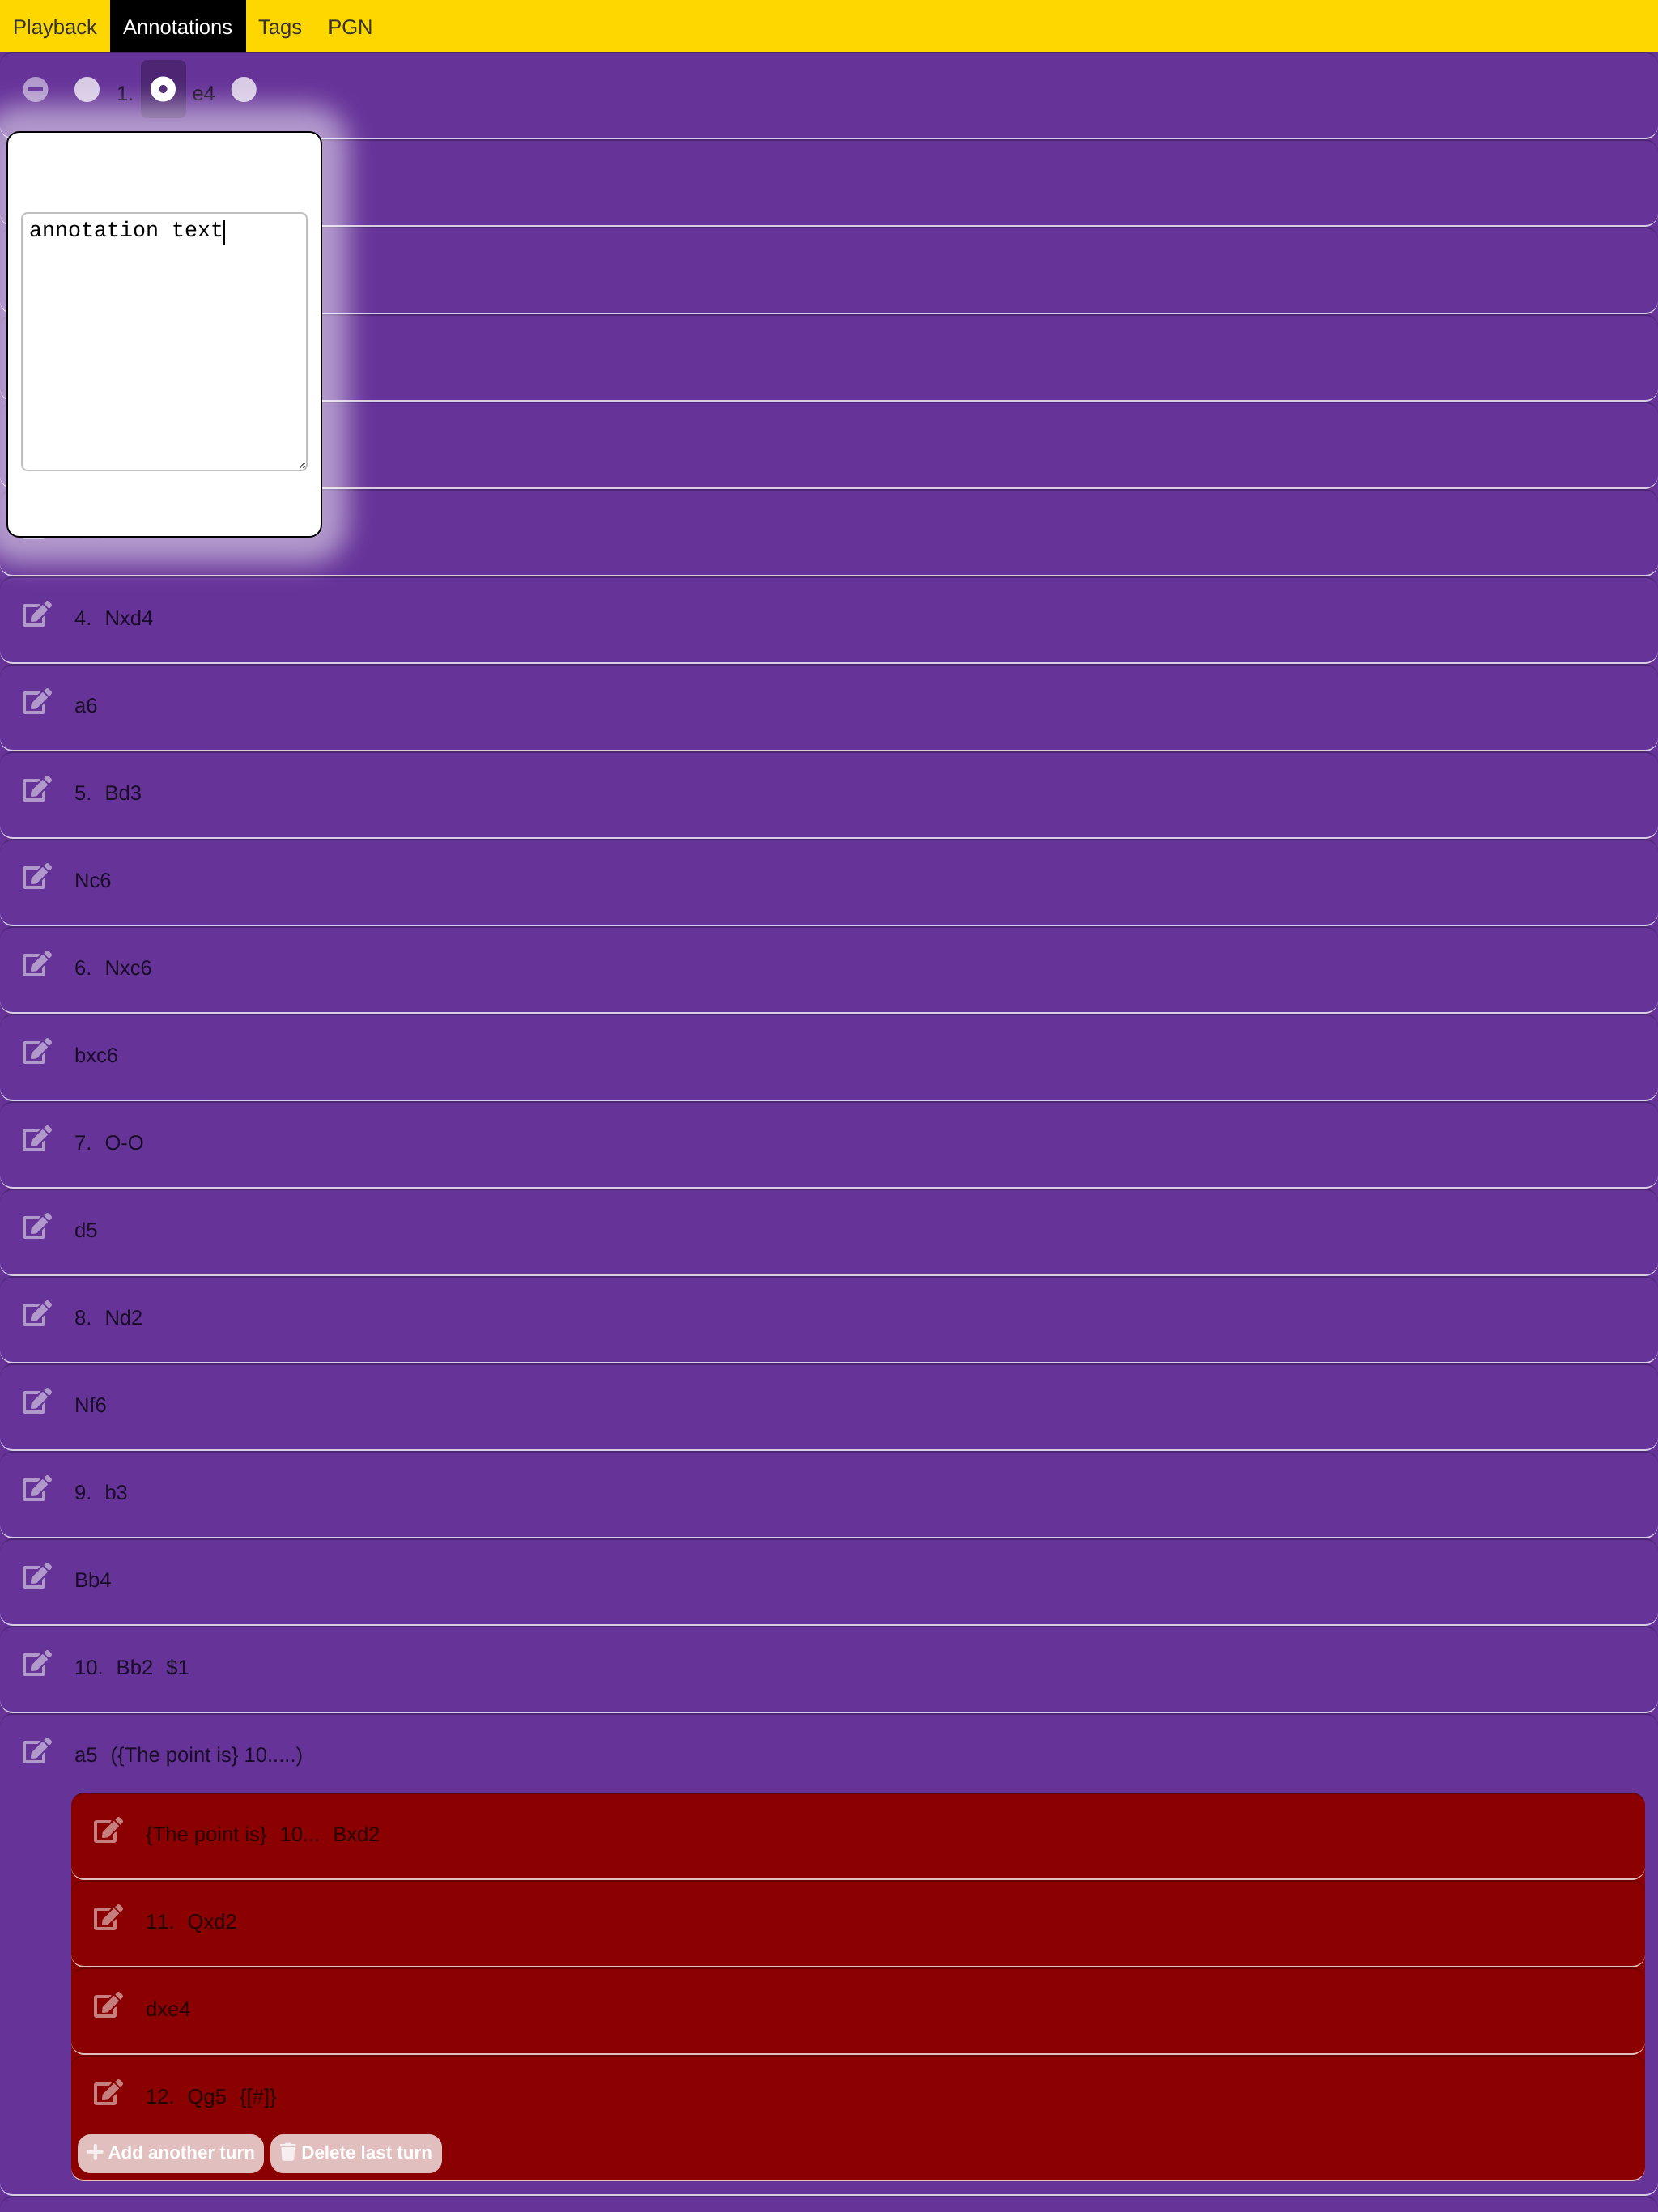 Playback Annotations Tags PGN
1. e4
annotation text
4. Nxd4
a6
5. Bd3
Nc6
6. Nxc6
bxc6
7. O-O
d5
8. Nd2
Nf6
9. b3
Bb4
10. Bb2 $1
a5 ({The point is} 10.....)
{The point is} 10... Bxd2
11. Qxd2
dxe4
12. Qg5 {[#]}
Add another turn Delete last turn